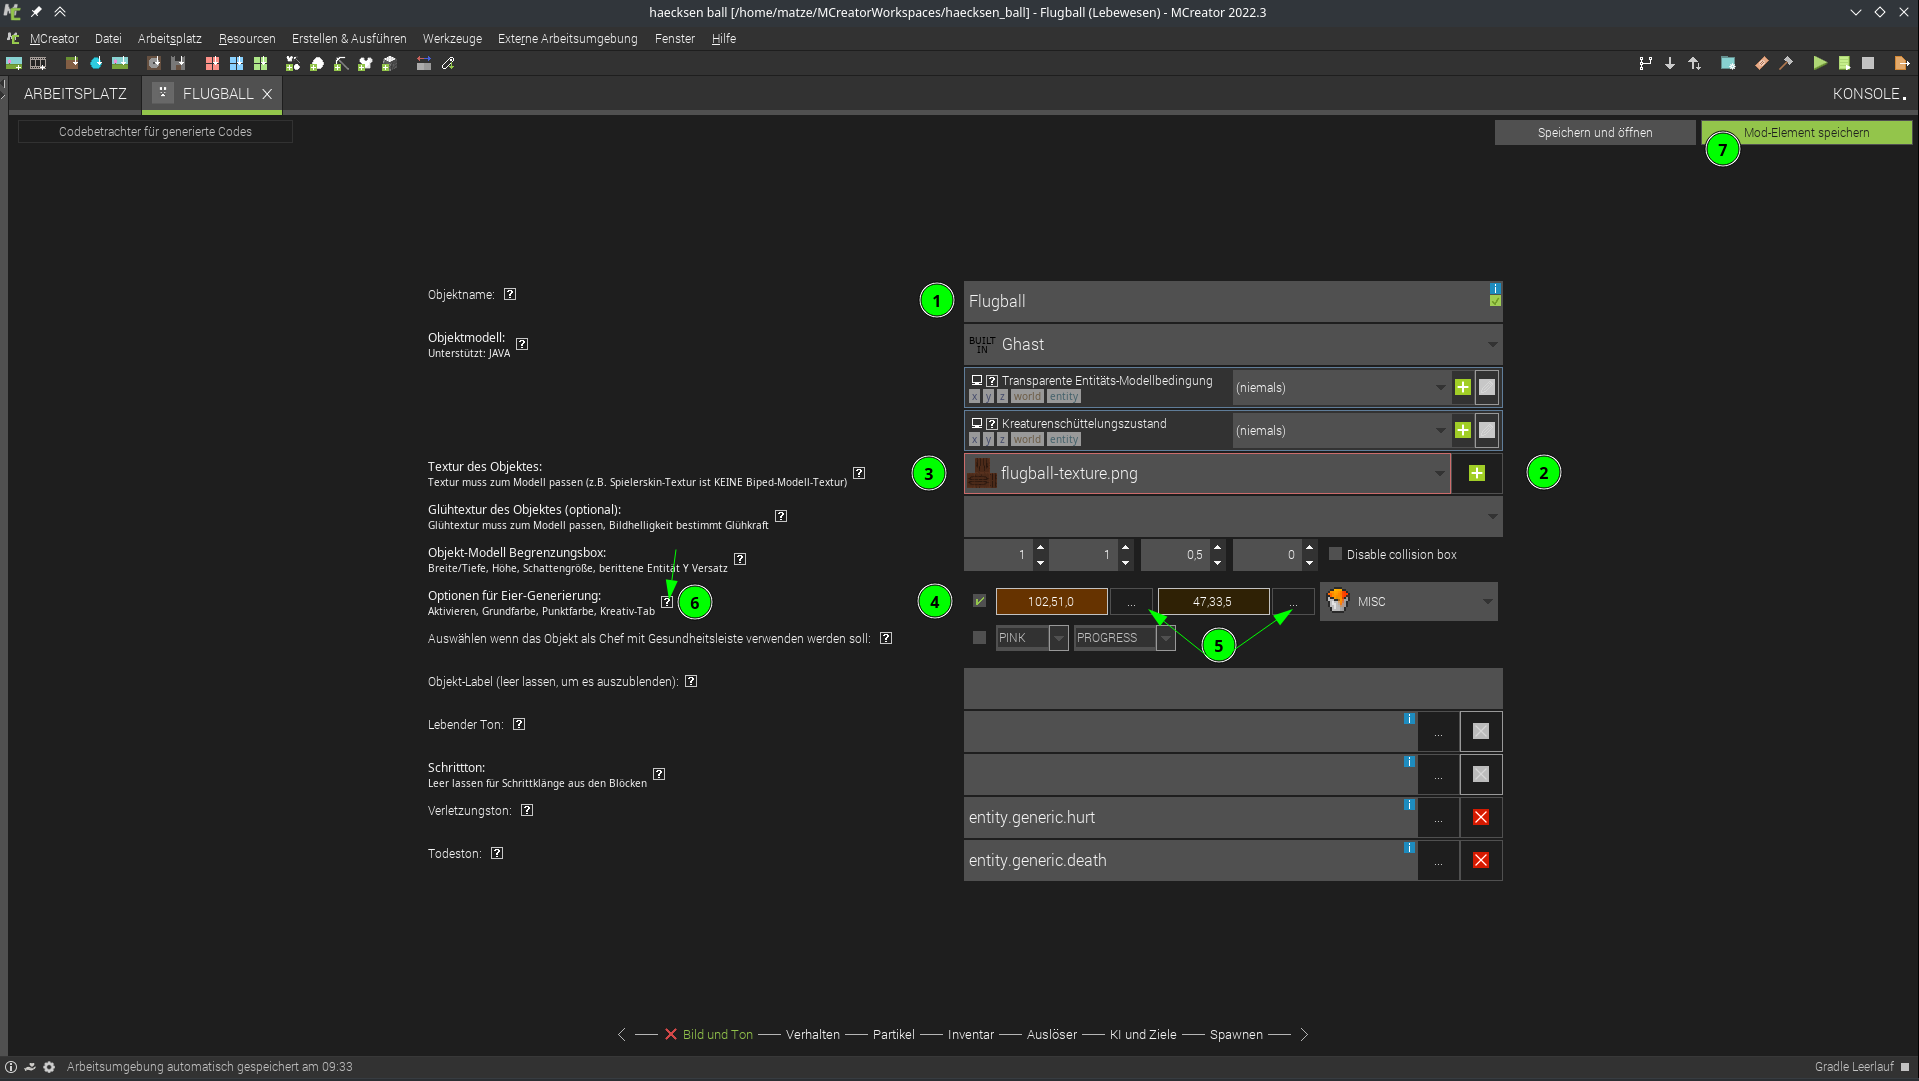 haecksen ball [/home/matze/MCreatorWorkspaces/haecksen_ball] - Flugball (Lebewesen) - MCreator 2022.3
MCreator Datei Arbeitsplatz Resourcen Erstellen & Ausführen Werkzeuge Externe Arbeitsumgebung Fenster Hilfe
ARBEITSPLATZ FLUGBALL KONSOLE
Codebetrachter für generierte Codes Speichern und öffnen Mod-Element speichern
7
Objektname: ? 1 Flugball i
Objektmodell: ? BUILT IN Ghast
Unterstützt: JAVA
? Transparente Entitäts-Modellbedingung (niemals)
x y z world entity
? Kreaturenschüttelungszustand (niemals)
x y z world entity
Textur des Objektes: ? 3 flugball-texture.png 2
Textur muss zum Modell passen (z.B. Spielerskin-Textur ist KEINE Biped-Modell-Textur)
Glühtextur des Objektes (optional): ?
Glühtextur muss zum Modell passen, Bildhelligkeit bestimmt Glühkraft
Objekt-Modell Begrenzungsbox: ? 1 1 0,5 0 Disable collision box
Breite/Tiefe, Höhe, Schattengröße, berittene Entität Y Versatz
Optionen für Eier-Generierung: ? 6 4 102,51,0 ... 47,33,5 ... MISC
Aktivieren, Grundfarbe, Punktfarbe, Kreativ-Tab
Auswählen wenn das Objekt als Chef mit Gesundheitsleiste verwenden werden soll: ? PINK PROGRESS 5
Objekt-Label (leer lassen, um es auszublenden): ?
Lebender Ton: ? i ...
Schrittton: ? i ...
Leer lassen für Schrittklänge aus den Blöcken
Verletzungston: ? entity.generic.hurt i ...
Todeston: ? entity.generic.death i ...
Bild und Ton Verhalten Partikel Inventar Auslöser KI und Ziele Spawnen
Arbeitsumgebung automatisch gespeichert am 09:33 Gradle Leerlauf